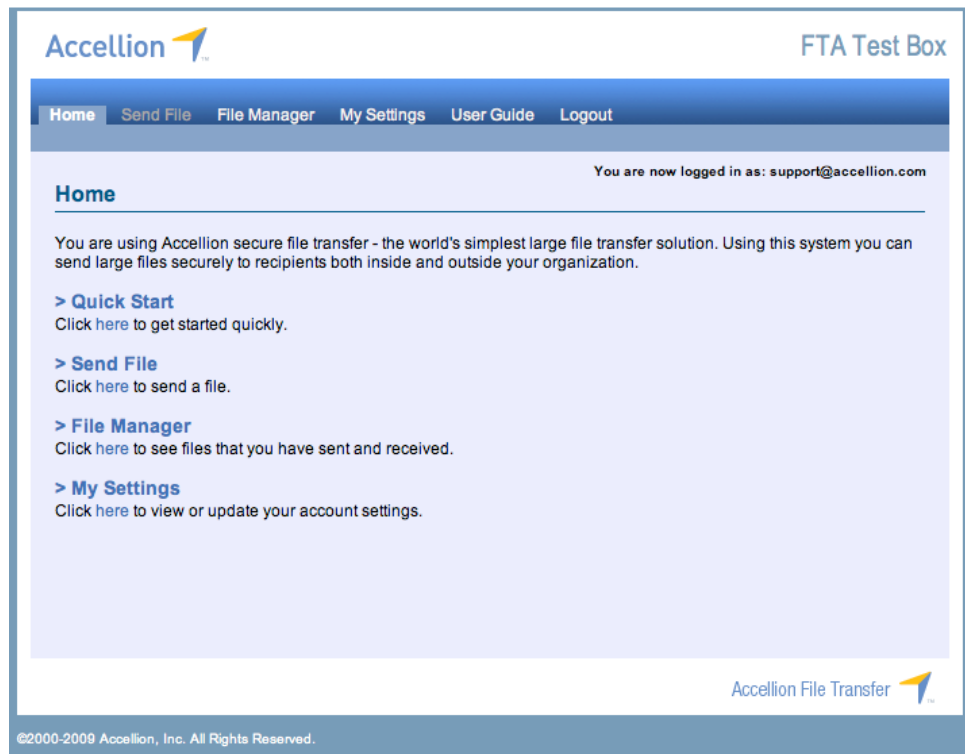 Accellion
FTA Test Box
Home Send File File Manager My Settings User Guide Logout
You are now logged in as: support@accellion.com
Home
You are using Accellion secure file transfer - the world's simplest large file transfer solution. Using this system you can
send large files securely to recipients both inside and outside your organization.
> Quick Start
Click here to get started quickly.
> Send File
Click here to send a file.
> File Manager
Click here to see files that you have sent and received.
> My Settings
Click here to view or update your account settings.
Accellion File Transfer
©2000-2009 Accellion, Inc. All Rights Reserved.